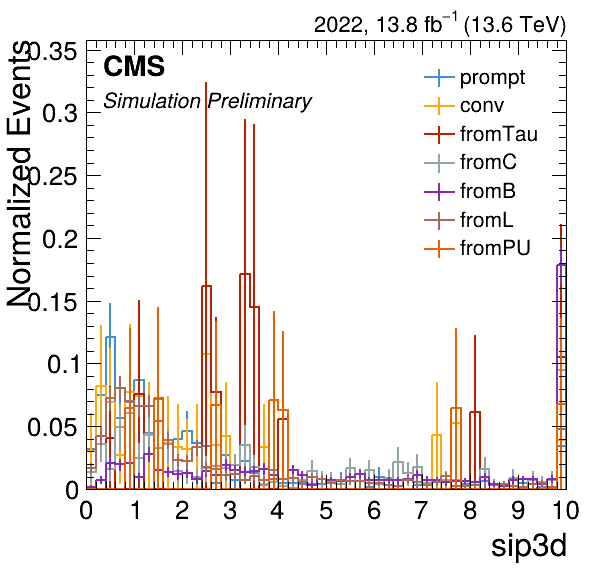 2022, 13.8 fb⁻¹ (13.6 TeV)
CMS
Simulation Preliminary
prompt
conv
fromTau
fromC
fromB
fromL
fromPU
Normalized Events
0.35
0.3
0.25
0.2
0.15
0.1
0.05
0
0 1 2 3 4 5 6 7 8 9 10
sip3d